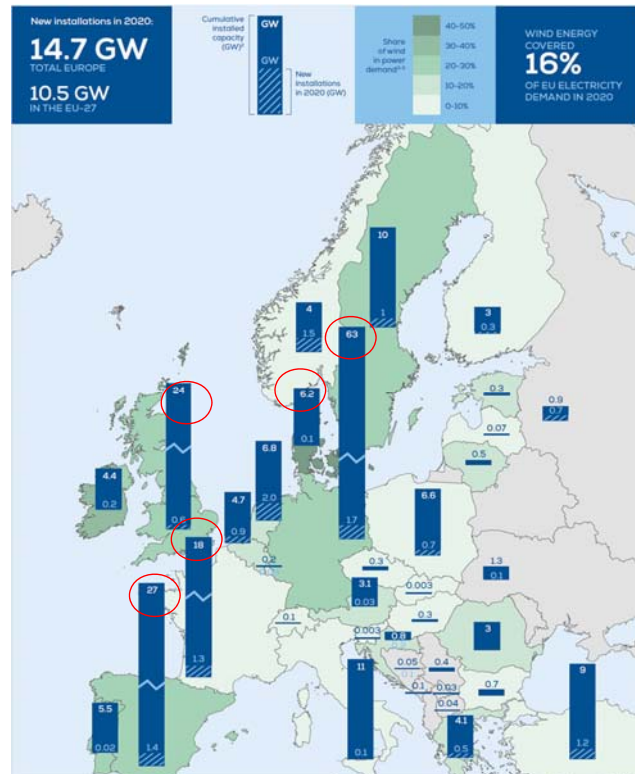 New installations in 2020:
14.7 GW
TOTAL EUROPE
10.5 GW
IN THE EU-27
Cumulative
installed
capacity
(GW)²
GW
GW
New
installations
in 2020 (GW)
Share
of wind
in power
demand
40-50%
30-40%
20-30%
10-20%
0-10%
WIND ENERGY
COVERED
16%
OF EU ELECTRICITY
DEMAND IN 2020
10
1
4
1.5
63
1.7
3
0.3
24
0.6
6.2
0.1
0.3
0.9
0.7
0.07
0.5
4.4
0.2
6.8
2.0
4.7
0.9
6.6
0.7
18
1.3
0.2
0.3
1.3
0.1
3.1
0.03
0.003
27
1.4
0.1
0.3
0.003
0.8
3
0.05
0.4
0.1
0.03
0.7
0.04
11
0.1
9
1.2
5.5
0.02
4.1
0.5